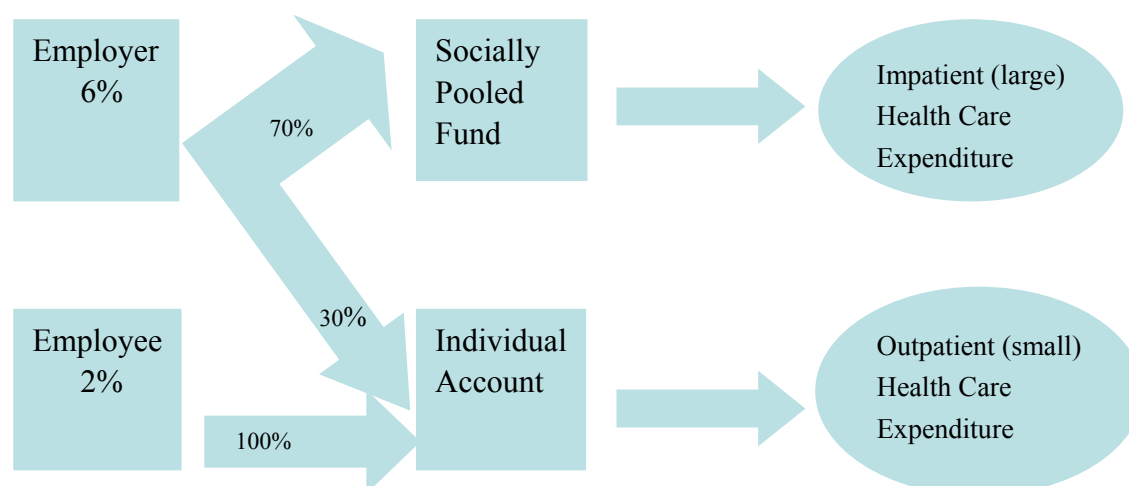 Employer
6%
70%
Socially
Pooled
Fund
Impatient (large)
Health Care
Expenditure
Employee
2%
30%
100%
Individual
Account
Outpatient (small)
Health Care
Expenditure